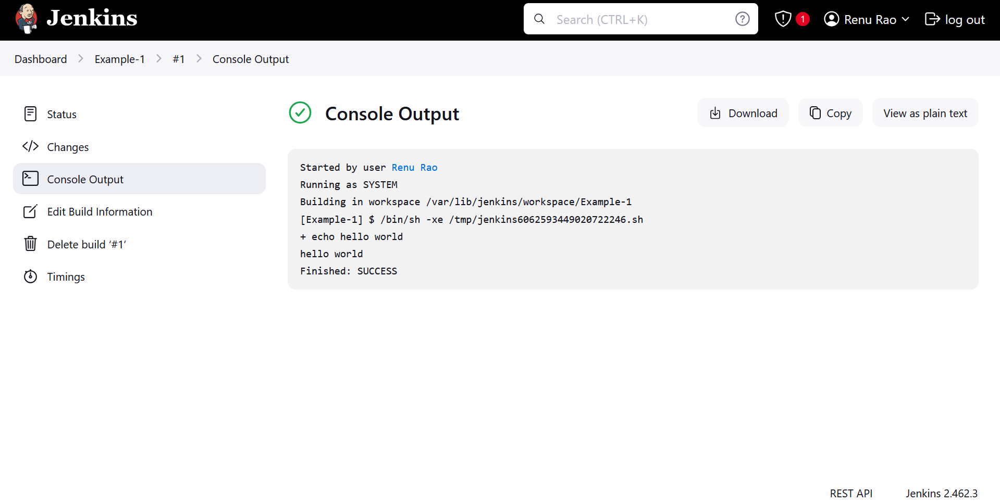 Jenkins
Search (CTRL+K)
1
Renu Rao
log out
Dashboard
Example-1
#1
Console Output
Status
Changes
Console Output
Edit Build Information
Delete build ‘#1’
Timings
Console Output
Download
Copy
View as plain text
Started by user Renu Rao
Running as SYSTEM
Building in workspace /var/lib/jenkins/workspace/Example-1
[Example-1] $ /bin/sh -xe /tmp/jenkins6062593449020722246.sh
+ echo hello world
hello world
Finished: SUCCESS
REST API
Jenkins 2.462.3